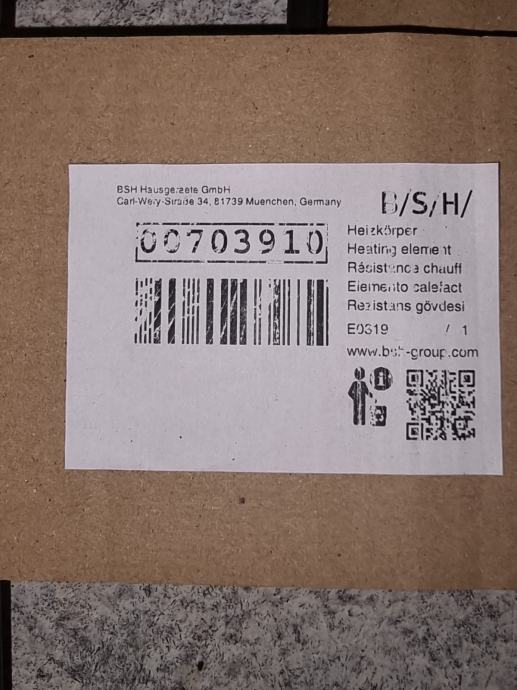 BSH Hausgeraete GmbH
Carl-Wery-Straße 34, 81739 Muenchen, Germany
B/S/H/
00703910
Heizkörper
Heating element
Résistance chauff
Elemento calefact
Rezistans gövdesi
E0319 / 1
www.bsh-group.com